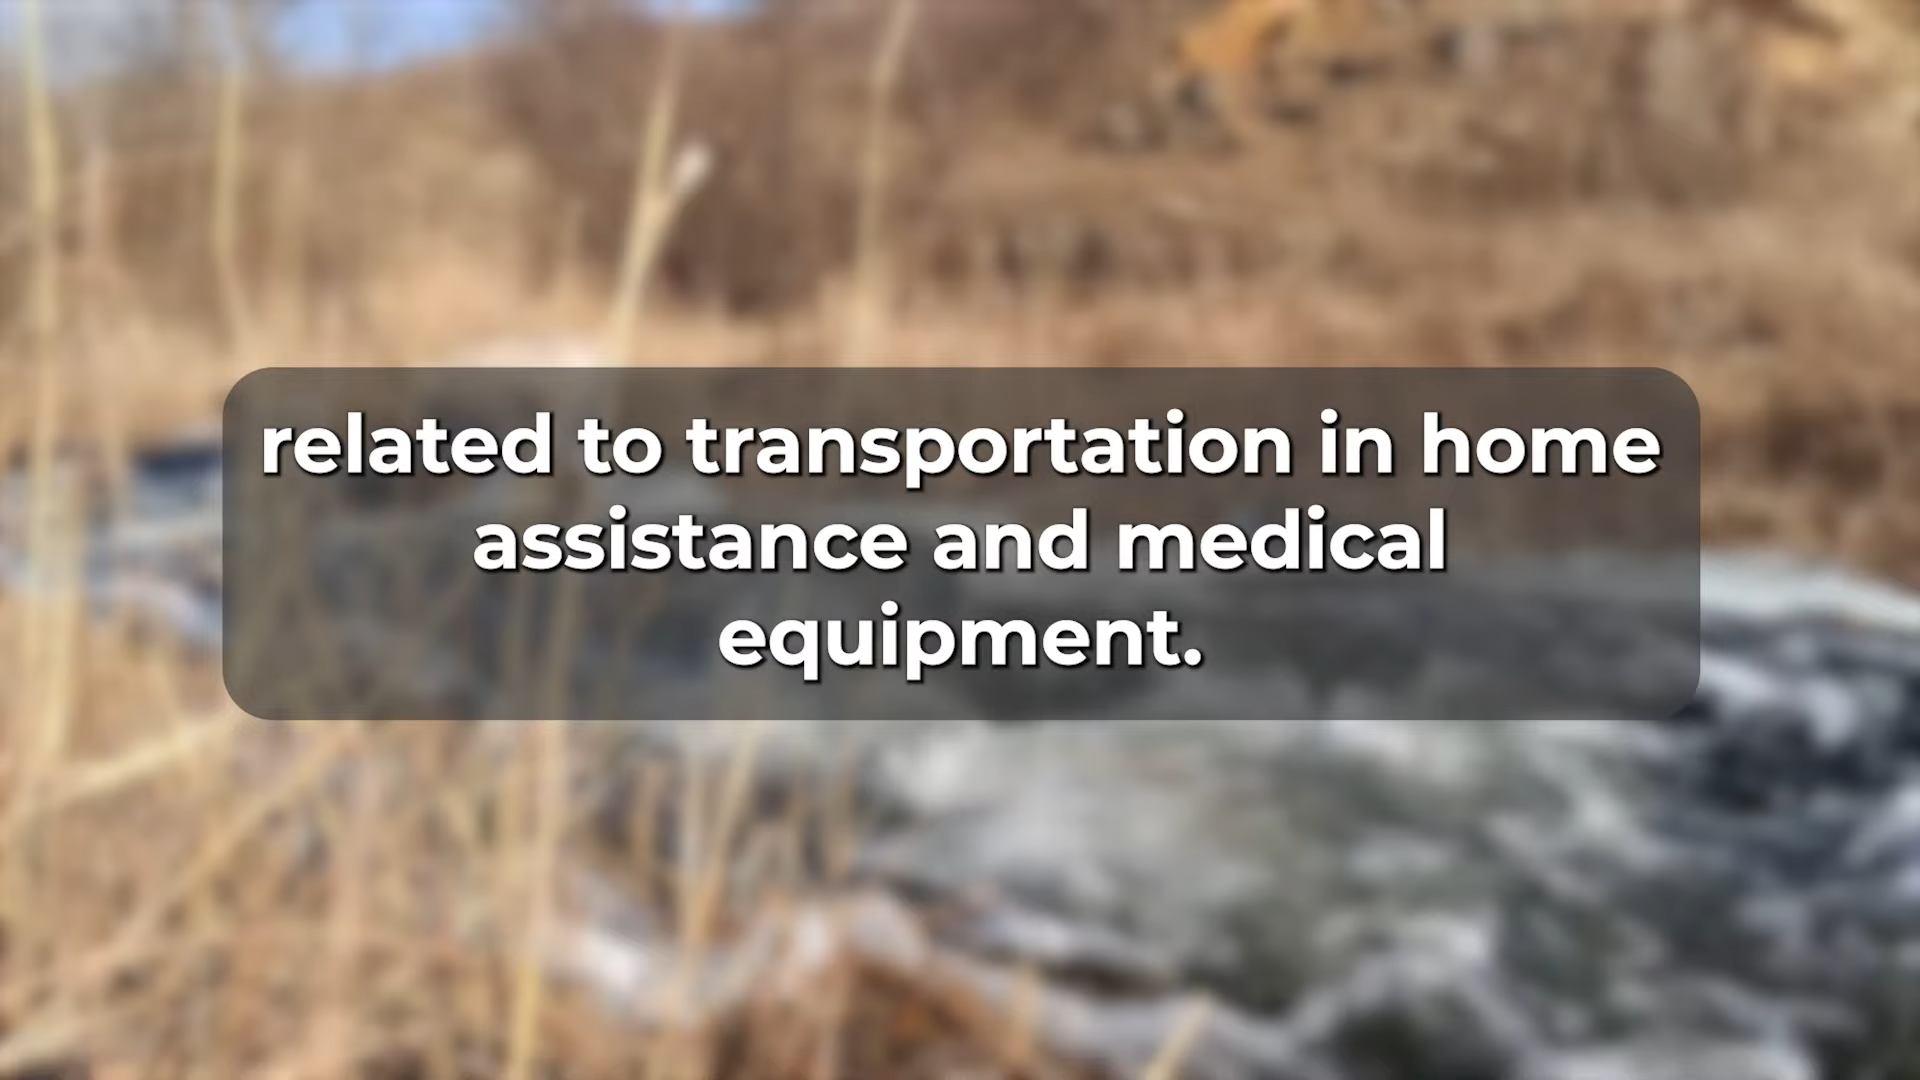 related to transportation in home
assistance and medical
equipment.